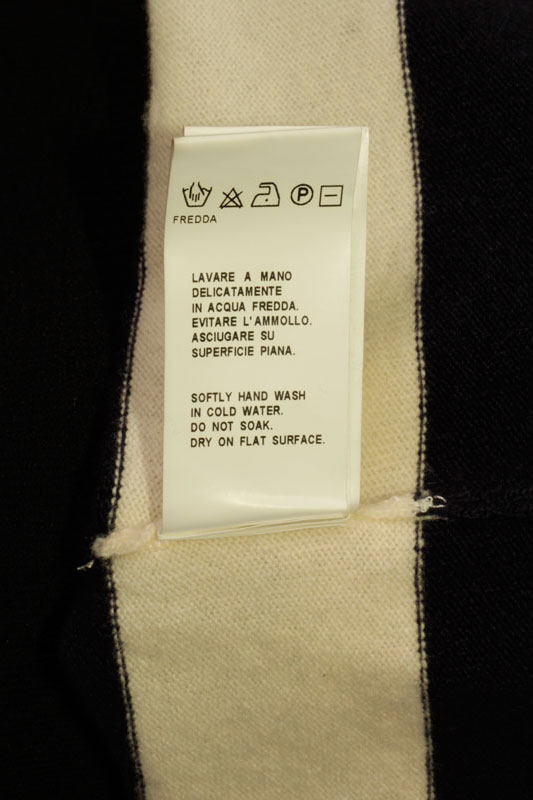 P
FREDDA
LAVARE A MANO
DELICATAMENTE
IN ACQUA FREDDA.
EVITARE L'AMMOLLO.
ASCIUGARE SU
SUPERFICIE PIANA.
SOFTLY HAND WASH
IN COLD WATER.
DO NOT SOAK.
DRY ON FLAT SURFACE.